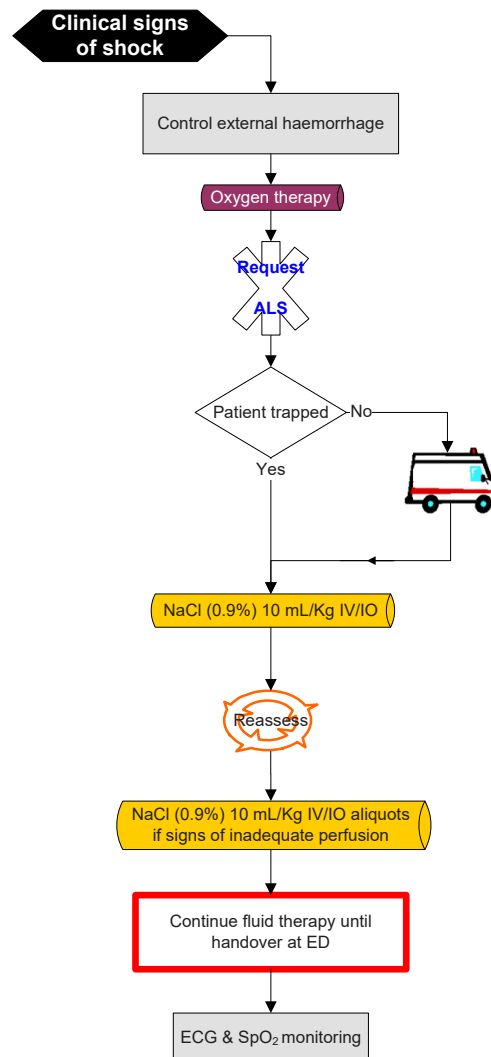 Clinical signs
of shock
Control external haemorrhage
Oxygen therapy
Request
ALS
Patient trapped
No
Yes
NaCl (0.9%) 10 mL/Kg IV/IO
Reassess
NaCl (0.9%) 10 mL/Kg IV/IO aliquots
if signs of inadequate perfusion
Continue fluid therapy until
handover at ED
ECG & SpO₂ monitoring